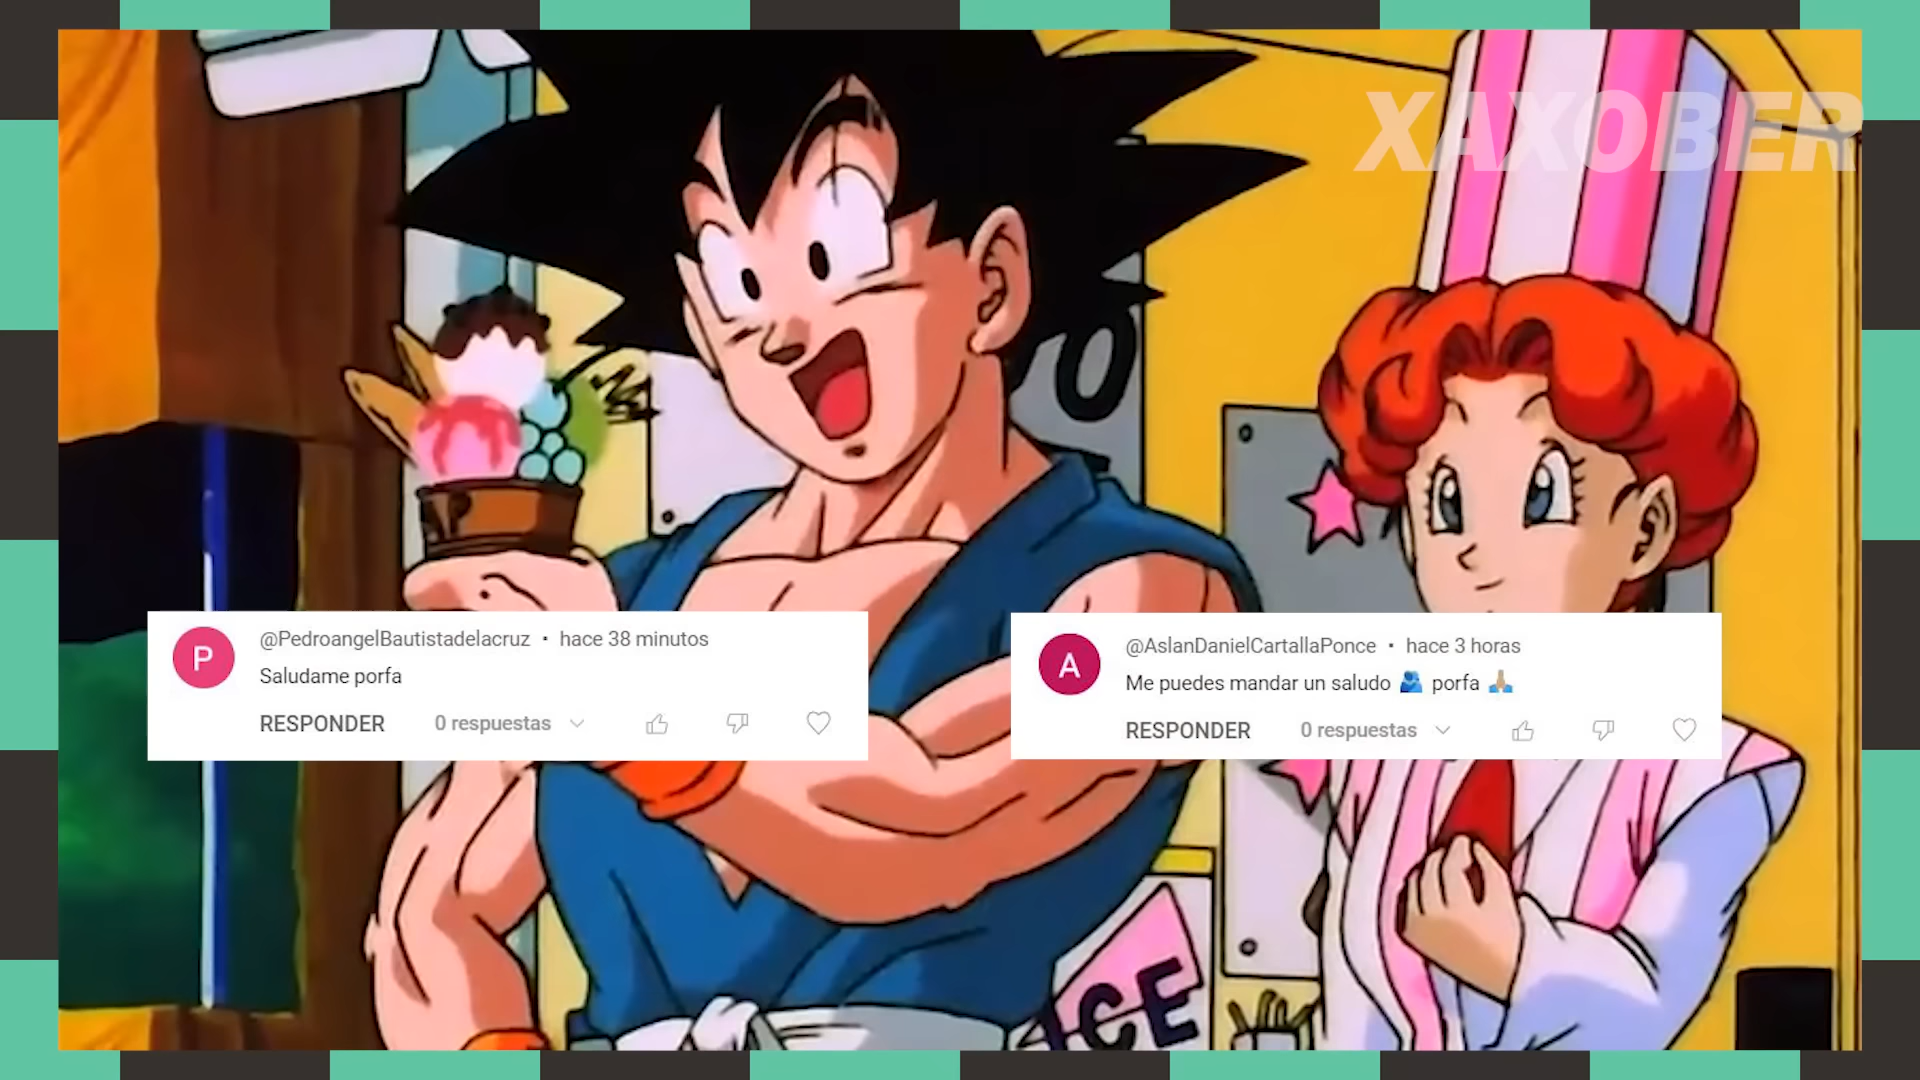 XAXOBER
O
@PedroangelBautistadelacruz • hace 38 minutos
Saludame porfa
RESPONDER 0 respuestas
@AslanDanielCartallaPonce • hace 3 horas
Me puedes mandar un saludo 🫂 porfa 🙏🏼
RESPONDER 0 respuestas
P
A
ICE